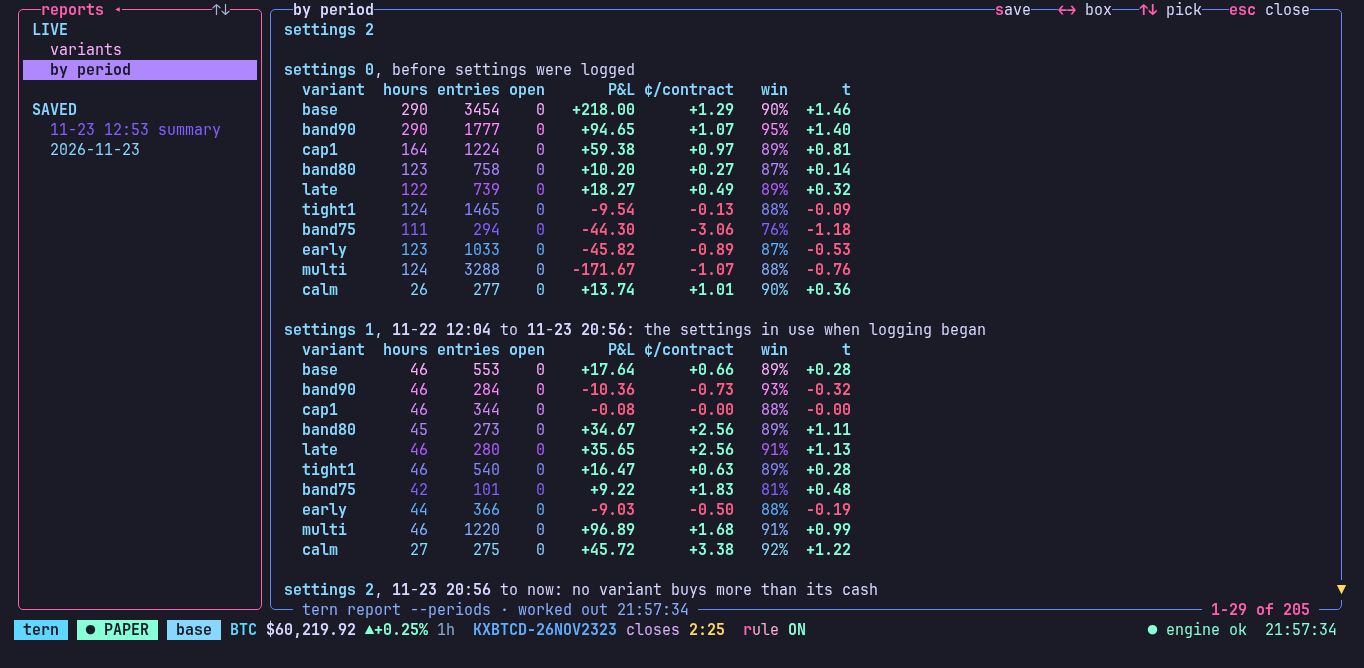 reports ◂ ↑↓ by period save ↔ box ↑↓ pick esc close
LIVE
variants
by period
SAVED
11-23 12:53 summary
2026-11-23
settings 2
settings 0, before settings were logged
variant hours entries open P&L ¢/contract win t
base 290 3454 0 +218.00 +1.29 90% +1.46
band90 290 1777 0 +94.65 +1.07 95% +1.40
cap1 164 1224 0 +59.38 +0.97 89% +0.81
band80 123 758 0 +10.20 +0.27 87% +0.14
late 122 739 0 +18.27 +0.49 89% +0.32
tight1 124 1465 0 -9.54 -0.13 88% -0.09
band75 111 294 0 -44.30 -3.06 76% -1.18
early 123 1033 0 -45.82 -0.89 87% -0.53
multi 124 3288 0 -171.67 -1.07 88% -0.76
calm 26 277 0 +13.74 +1.01 90% +0.36
settings 1, 11-22 12:04 to 11-23 20:56: the settings in use when logging began
variant hours entries open P&L ¢/contract win t
base 46 553 0 +17.64 +0.66 89% +0.28
band90 46 284 0 -10.36 -0.73 93% -0.32
cap1 46 344 0 -0.08 -0.00 88% -0.00
band80 45 273 0 +34.67 +2.56 89% +1.11
late 46 280 0 +35.65 +2.56 91% +1.13
tight1 46 540 0 +16.47 +0.63 89% +0.28
band75 42 101 0 +9.22 +1.83 81% +0.48
early 44 366 0 -9.03 -0.50 88% -0.19
multi 46 1220 0 +96.89 +1.68 91% +0.99
calm 27 275 0 +45.72 +3.38 92% +1.22
settings 2, 11-23 20:56 to now: no variant buys more than its cash ▼
tern report --periods · worked out 21:57:34 1-29 of 205
tern ● PAPER base BTC $60,219.92 ▲+0.25% 1h KXBTCD-26NOV2323 closes 2:25 rule ON ● engine ok 21:57:34